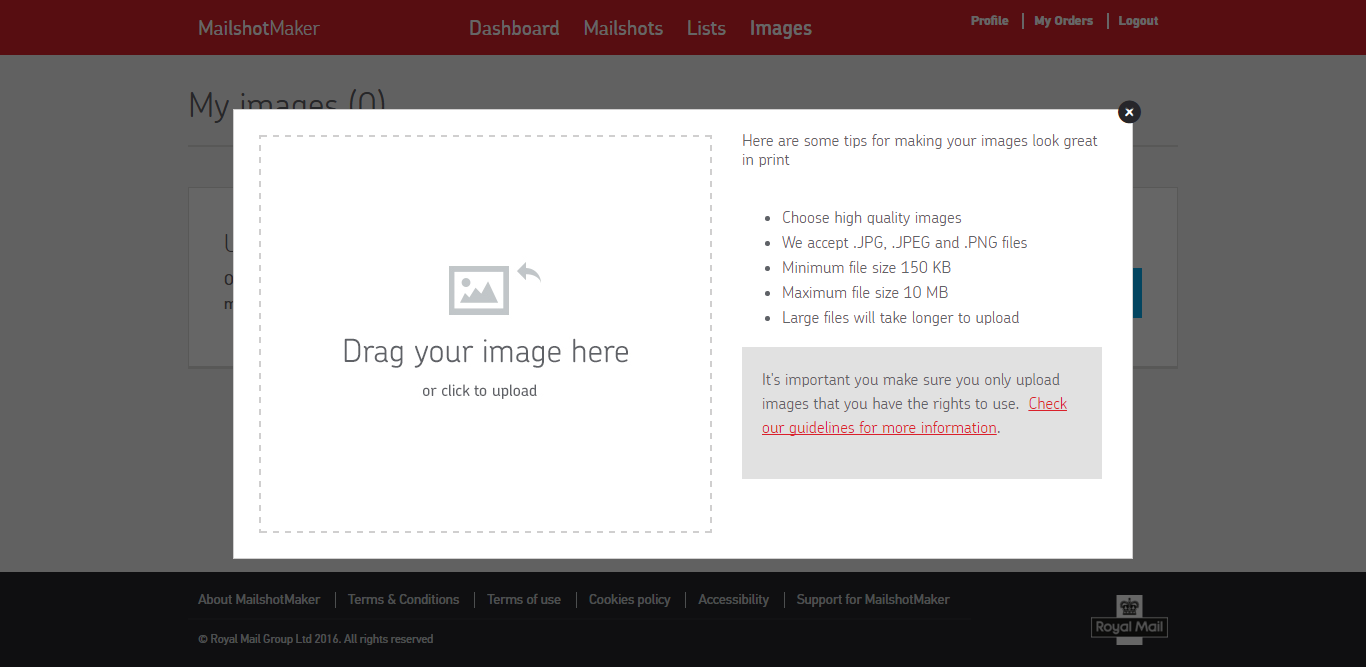 MailshotMaker
Dashboard Mailshots Lists Images
Profile My Orders Logout
My images (0)
Here are some tips for making your images look great
in print
Choose high quality images
We accept .JPG, .JPEG and .PNG files
Minimum file size 150 KB
Maximum file size 10 MB
Large files will take longer to upload
Drag your image here
or click to upload
It's important you make sure you only upload
images that you have the rights to use. Check
our guidelines for more information.
About MailshotMaker Terms & Conditions Terms of use Cookies policy Accessibility Support for MailshotMaker
© Royal Mail Group Ltd 2016. All rights reserved
Royal Mail